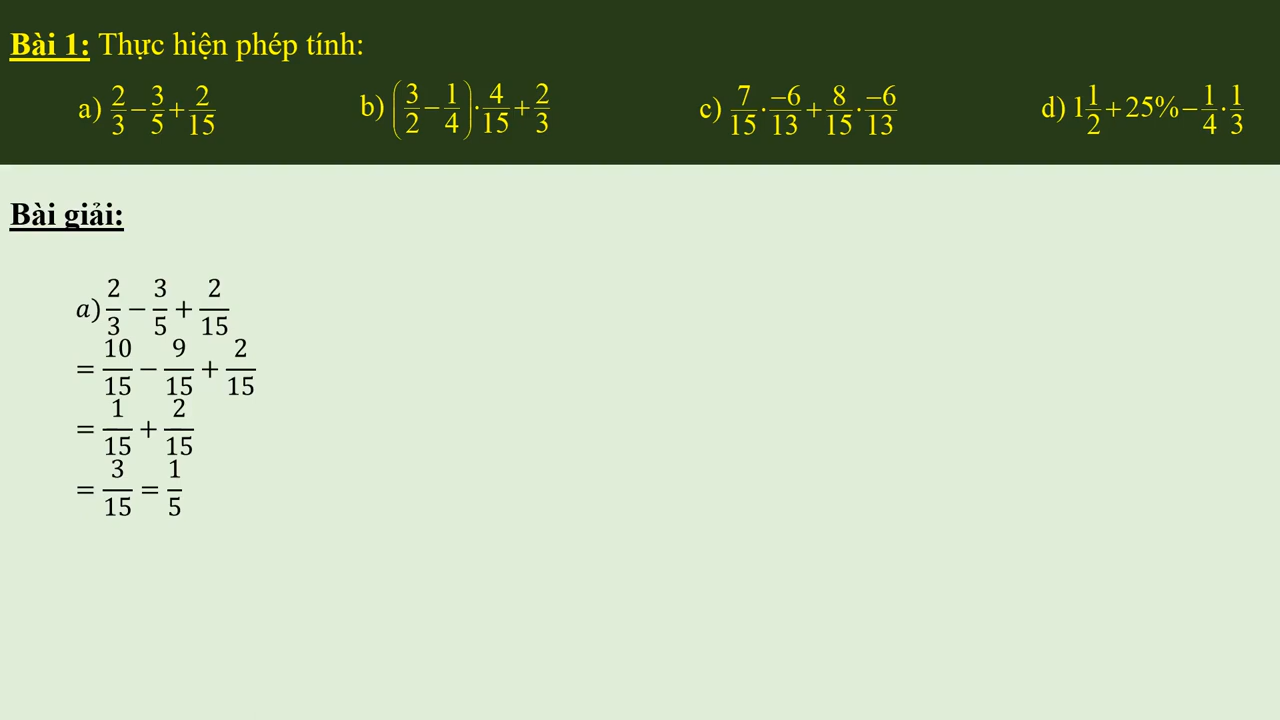 Bài 1: Thực hiện phép tính:
a) 2/3 − 3/5 + 2/15 b) (3/2 − 1/4) · 4/15 + 2/3 c) 7/15 · −6/13 + 8/15 · −6/13 d) 1 1/2 + 25% − 1/4 · 1/3
Bài giải:
a) 2/3 − 3/5 + 2/15
= 10/15 − 9/15 + 2/15
= 1/15 + 2/15
= 3/15 = 1/5